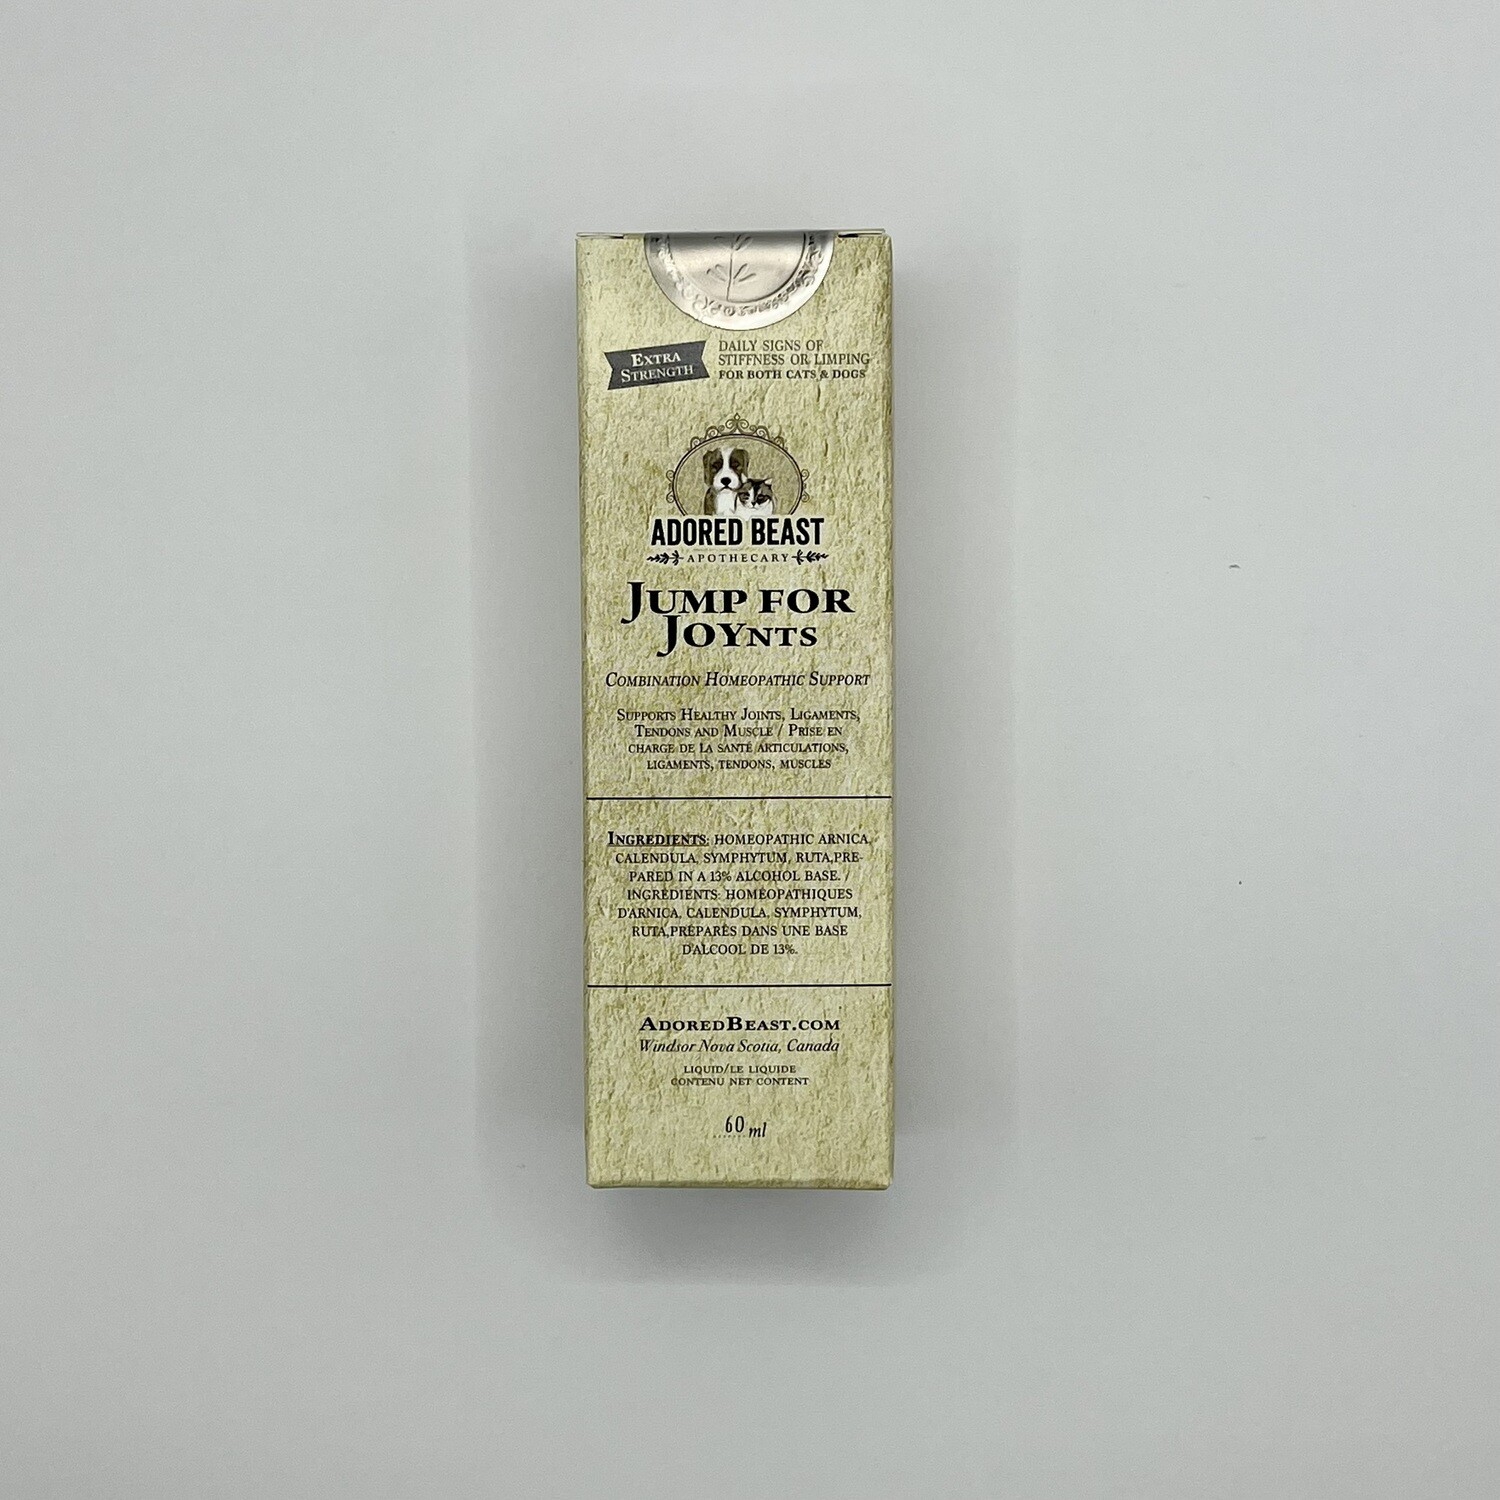 EXTRA
STRENGTH
DAILY SIGNS OF
STIFFNESS OR LIMPING
FOR BOTH CATS & DOGS
ADORED BEAST
APOTHECARY
JUMP FOR
JOYNTS
COMBINATION HOMEOPATHIC SUPPORT
SUPPORTS HEALTHY JOINTS, LIGAMENTS,
TENDONS AND MUSCLE / PRISE EN
CHARGE DE LA SANTÉ ARTICULATIONS,
LIGAMENTS, TENDONS, MUSCLES
INGREDIENTS: HOMEOPATHIC ARNICA,
CALENDULA, SYMPHYTUM, RUTA,PRE-
PARED IN A 13% ALCOHOL BASE. /
INGRÉDIENTS: HOMÉOPATHIQUES
D'ARNICA, CALENDULA, SYMPHYTUM,
RUTA,PRÉPARÉS DANS UNE BASE
D'ALCOOL DE 13%.
ADOREDBEAST.COM
Windsor Nova Scotia, Canada
LIQUID/LE LIQUIDE
CONTENU NET CONTENT
60 ml